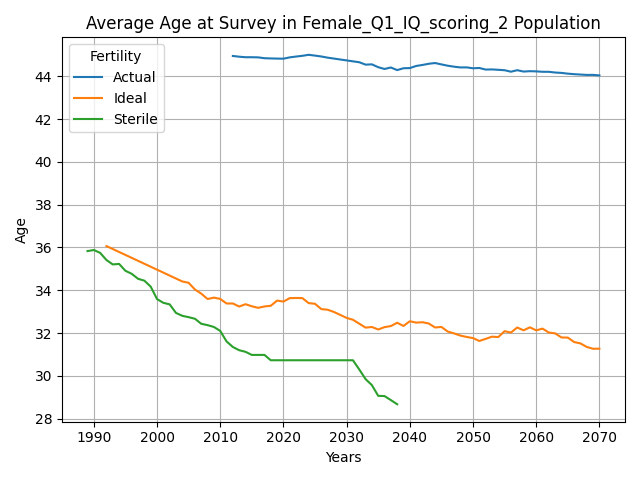 Average Age at Survey in Female_Q1_IQ_scoring_2 Population
Fertility
Actual
Ideal
Sterile
Age
44
42
40
38
36
34
32
30
28
1990 2000 2010 2020 2030 2040 2050 2060 2070
Years